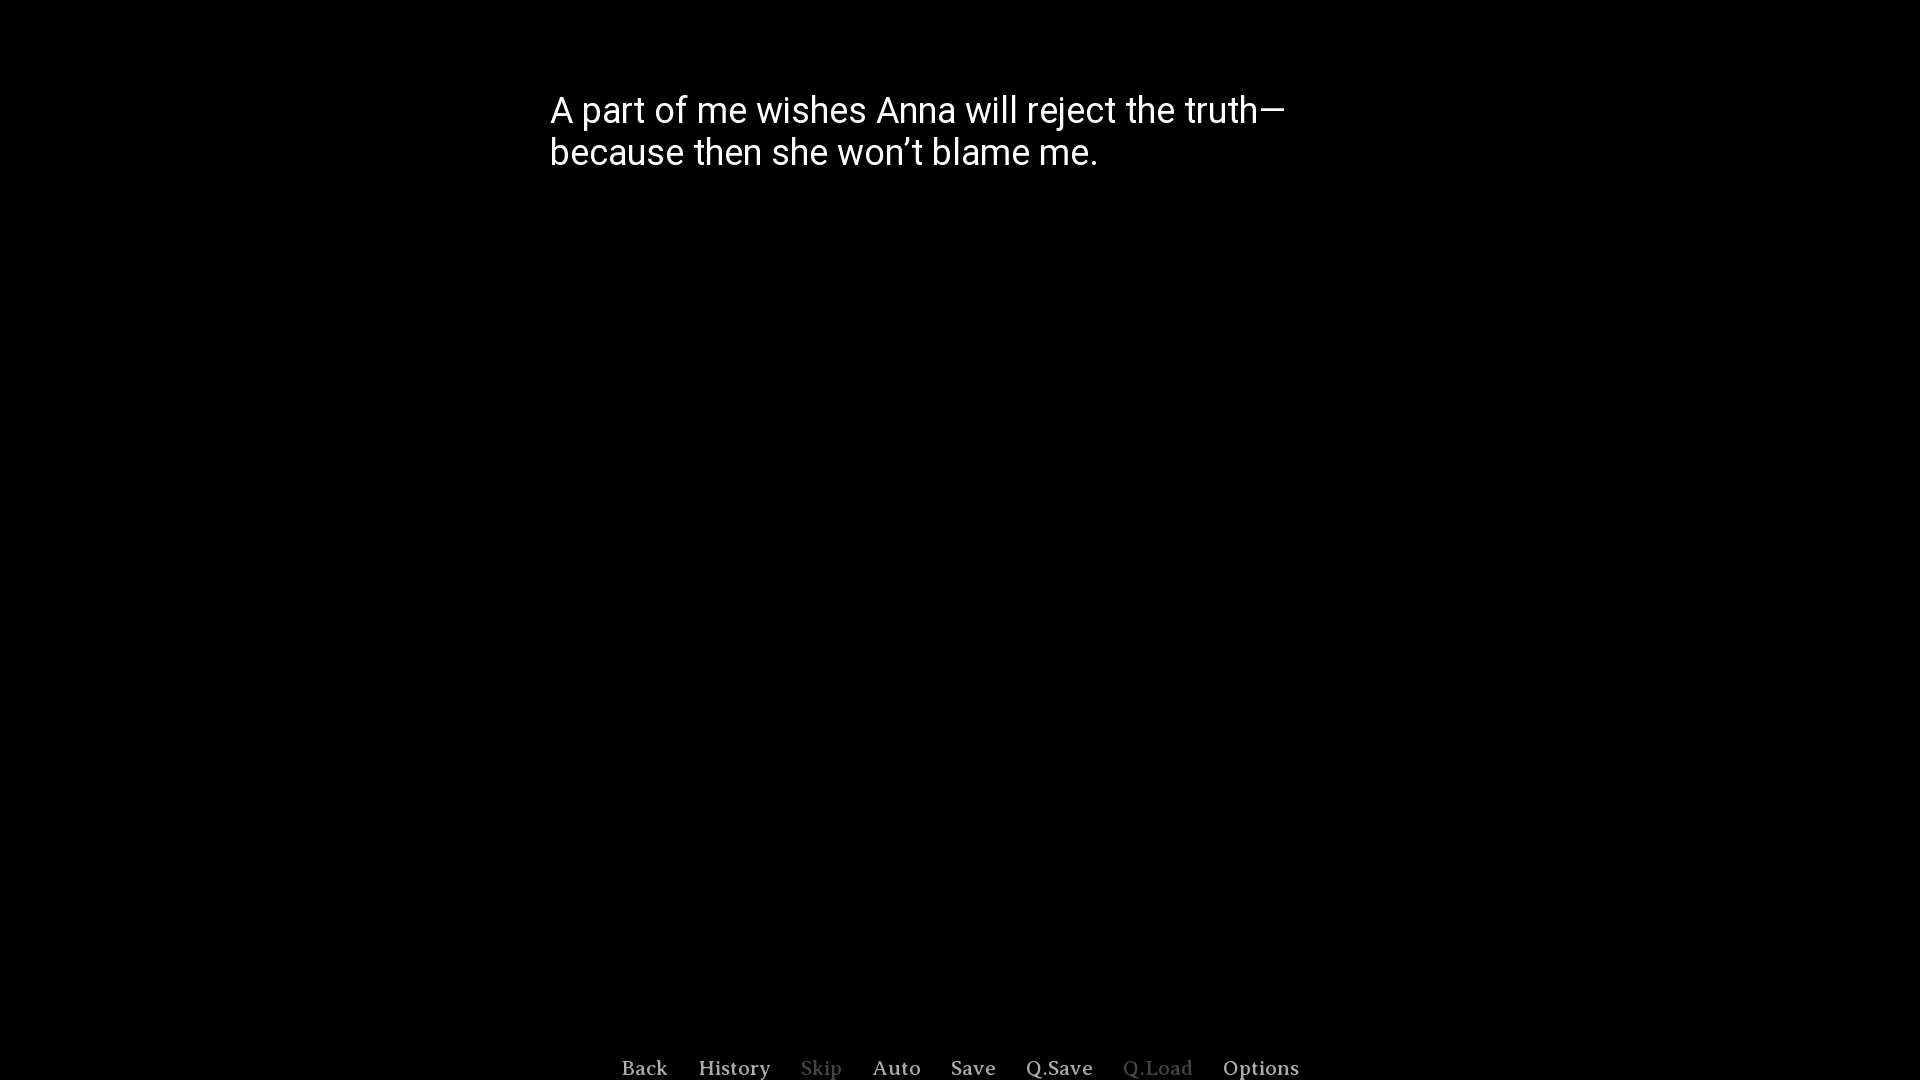 A part of me wishes Anna will reject the truth—
because then she won’t blame me.
Back History Skip Auto Save Q.Save Q.Load Options